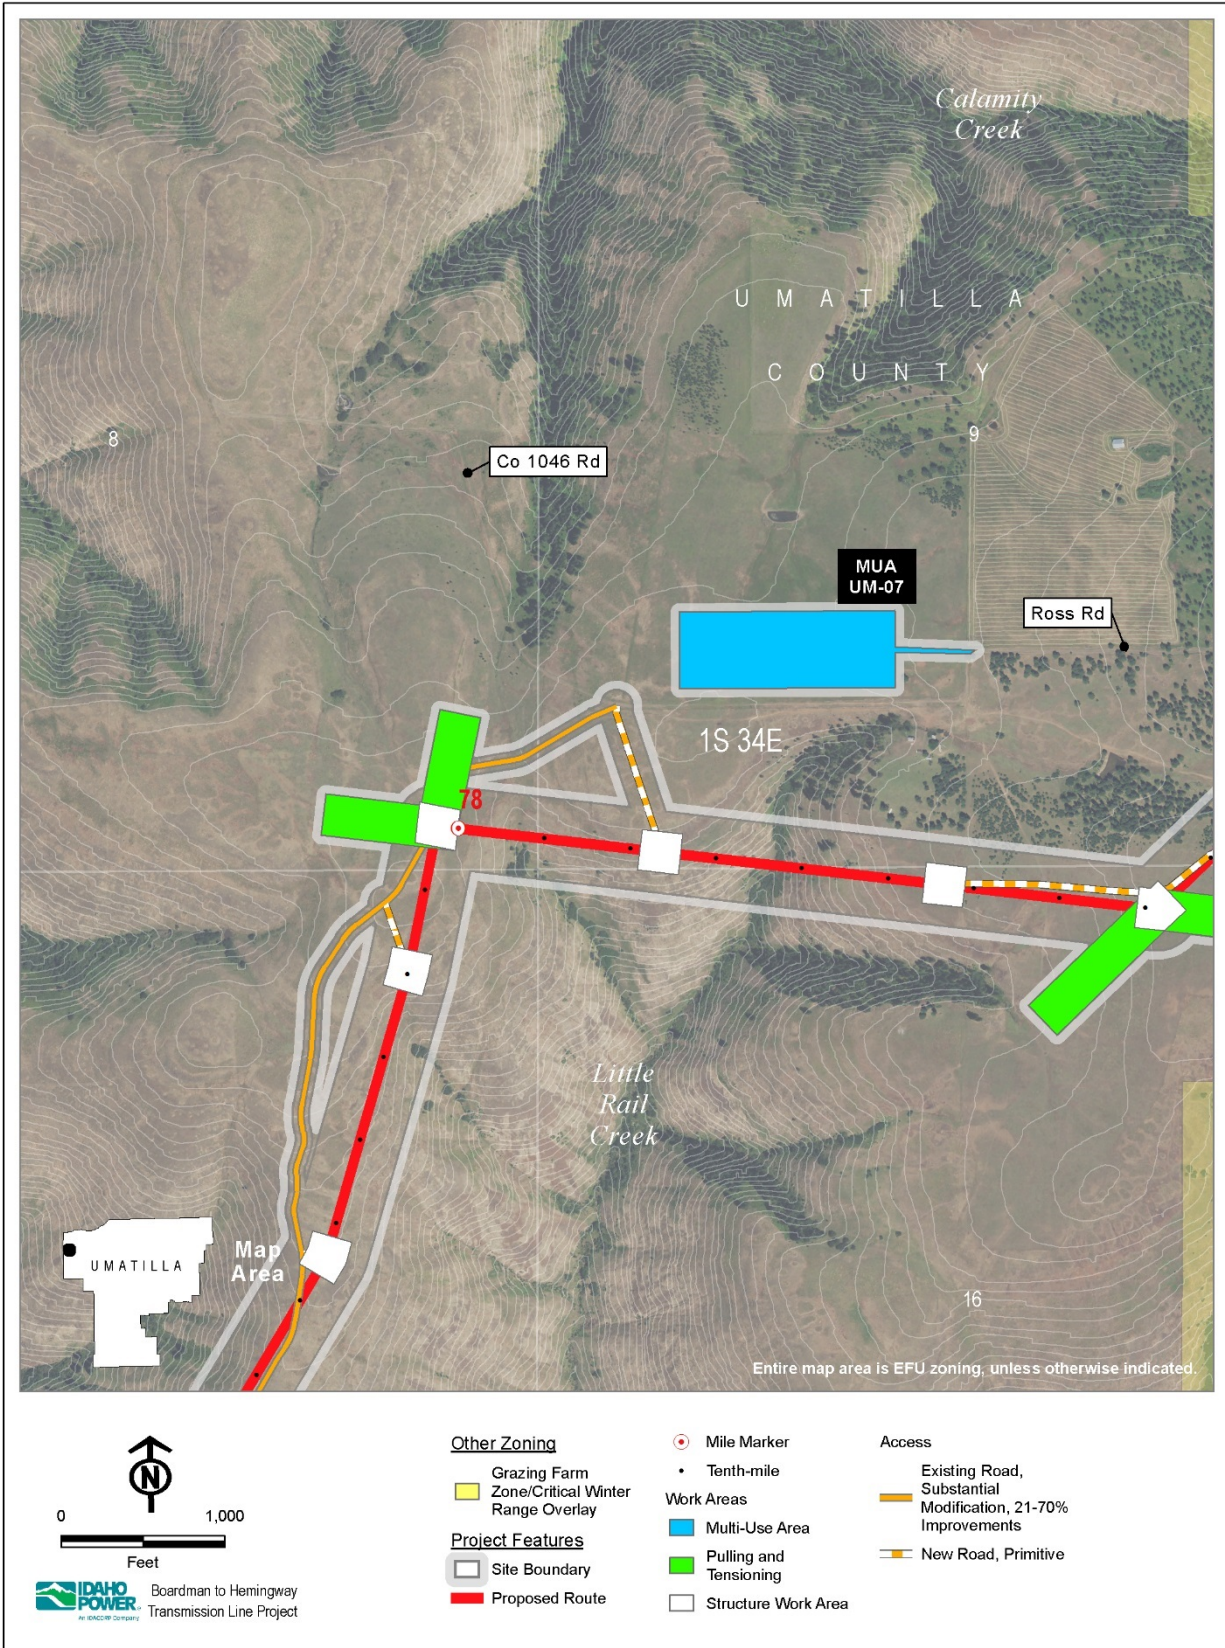 Calamity
Creek
U M A T I L L A
C O U N T Y
8
9
Co 1046 Rd
MUA
UM-07
Ross Rd
1S 34E
78
Little
Rail
Creek
Map
Area
UMATILLA
16
Entire map area is EFU zoning, unless otherwise indicated.
N
0 1,000
Feet
IDAHO
POWER
An IDACORP Company
Boardman to Hemingway
Transmission Line Project
Other Zoning
Grazing Farm
Zone/Critical Winter
Range Overlay
Project Features
Site Boundary
Proposed Route
Mile Marker
Tenth-mile
Work Areas
Multi-Use Area
Pulling and
Tensioning
Structure Work Area
Access
Existing Road,
Substantial
Modification, 21-70%
Improvements
New Road, Primitive